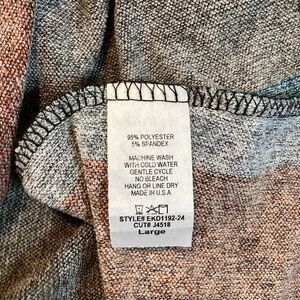 95% POLYESTER
5% SPANDEX
MACHINE WASH
WITH COLD WATER
GENTLE CYCLE
NO BLEACH
HANG OR LINE DRY
MADE IN U.S.A
STYLE# EKD1192-24
CUT# J4518
Large